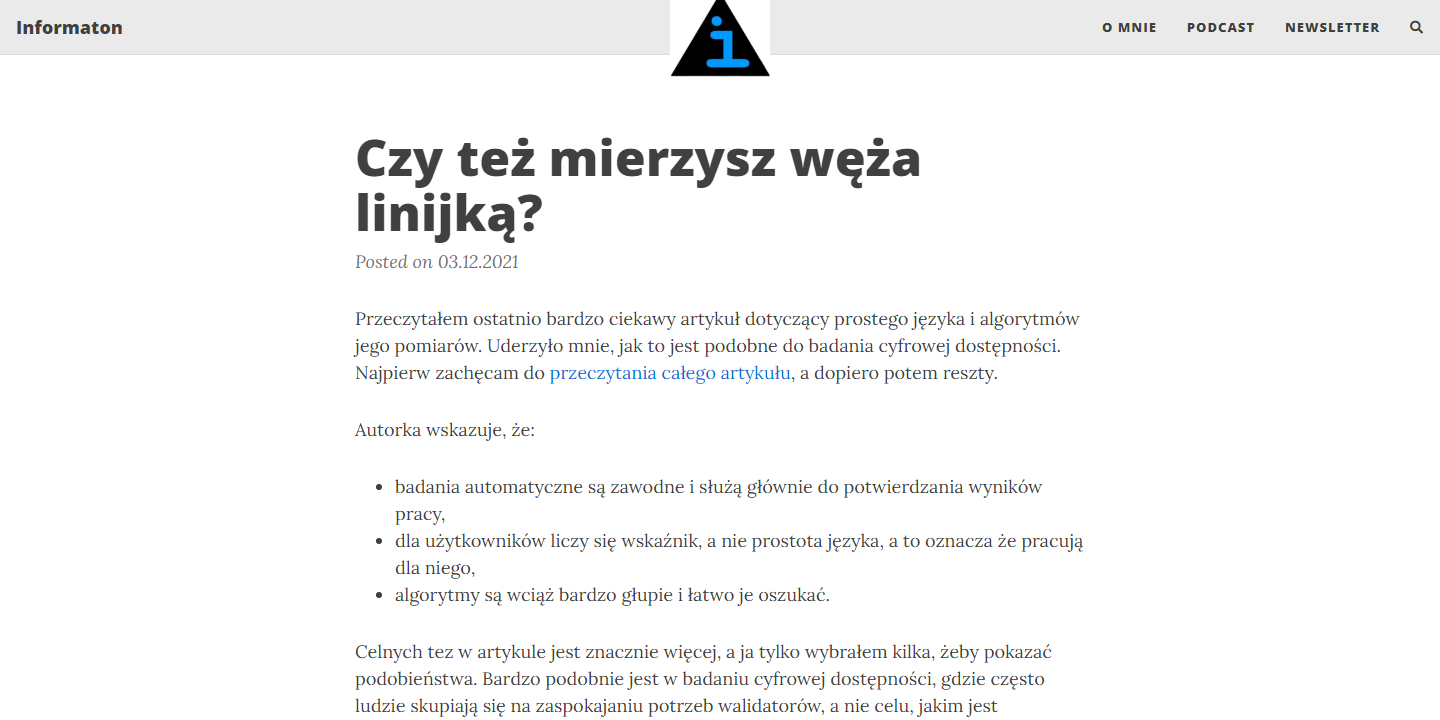 Informaton
i
O MNIE
PODCAST
NEWSLETTER
Czy też mierzysz węża
linijką?
Posted on 03.12.2021
Przeczytałem ostatnio bardzo ciekawy artykuł dotyczący prostego języka i algorytmów
jego pomiarów. Uderzyło mnie, jak to jest podobne do badania cyfrowej dostępności.
Najpierw zachęcam do przeczytania całego artykułu, a dopiero potem reszty.
Autorka wskazuje, że:
badania automatyczne są zawodne i służą głównie do potwierdzania wyników
pracy,
dla użytkowników liczy się wskaźnik, a nie prostota języka, a to oznacza że pracują
dla niego,
algorytmy są wciąż bardzo głupie i łatwo je oszukać.
Celnych tez w artykule jest znacznie więcej, a ja tylko wybrałem kilka, żeby pokazać
podobieństwa. Bardzo podobnie jest w badaniu cyfrowej dostępności, gdzie często
ludzie skupiają się na zaspokajaniu potrzeb walidatorów, a nie celu, jakim jest